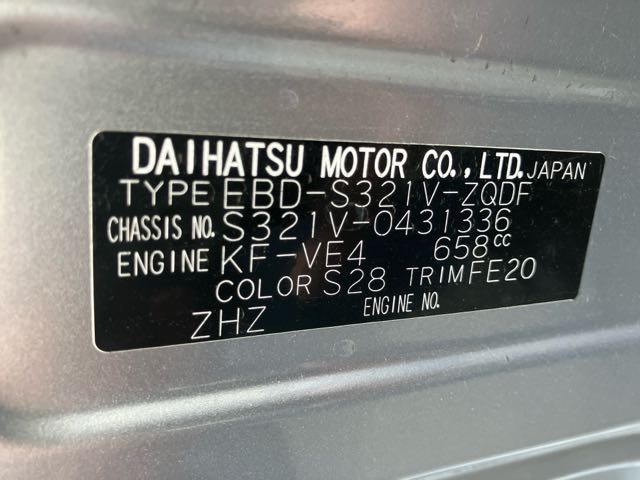 DAIHATSU MOTOR CO., LTD. JAPAN
TYPE EBD-S321V-ZQDF
CHASSIS NO. S321V-0431336
ENGINE KF-VE4 658cc
COLOR S28 TRIM FE20
ZHZ ENGINE NO.